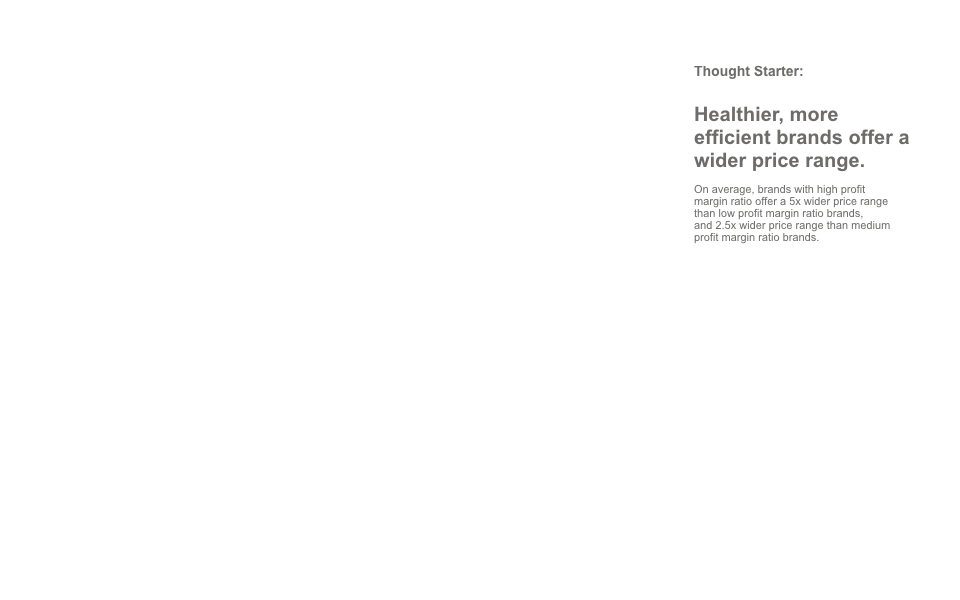 Thought Starter:
Healthier, more
efficient brands offer a
wider price range.
On average, brands with high profit
margin ratio offer a 5x wider price range
than low profit margin ratio brands,
and 2.5x wider price range than medium
profit margin ratio brands.